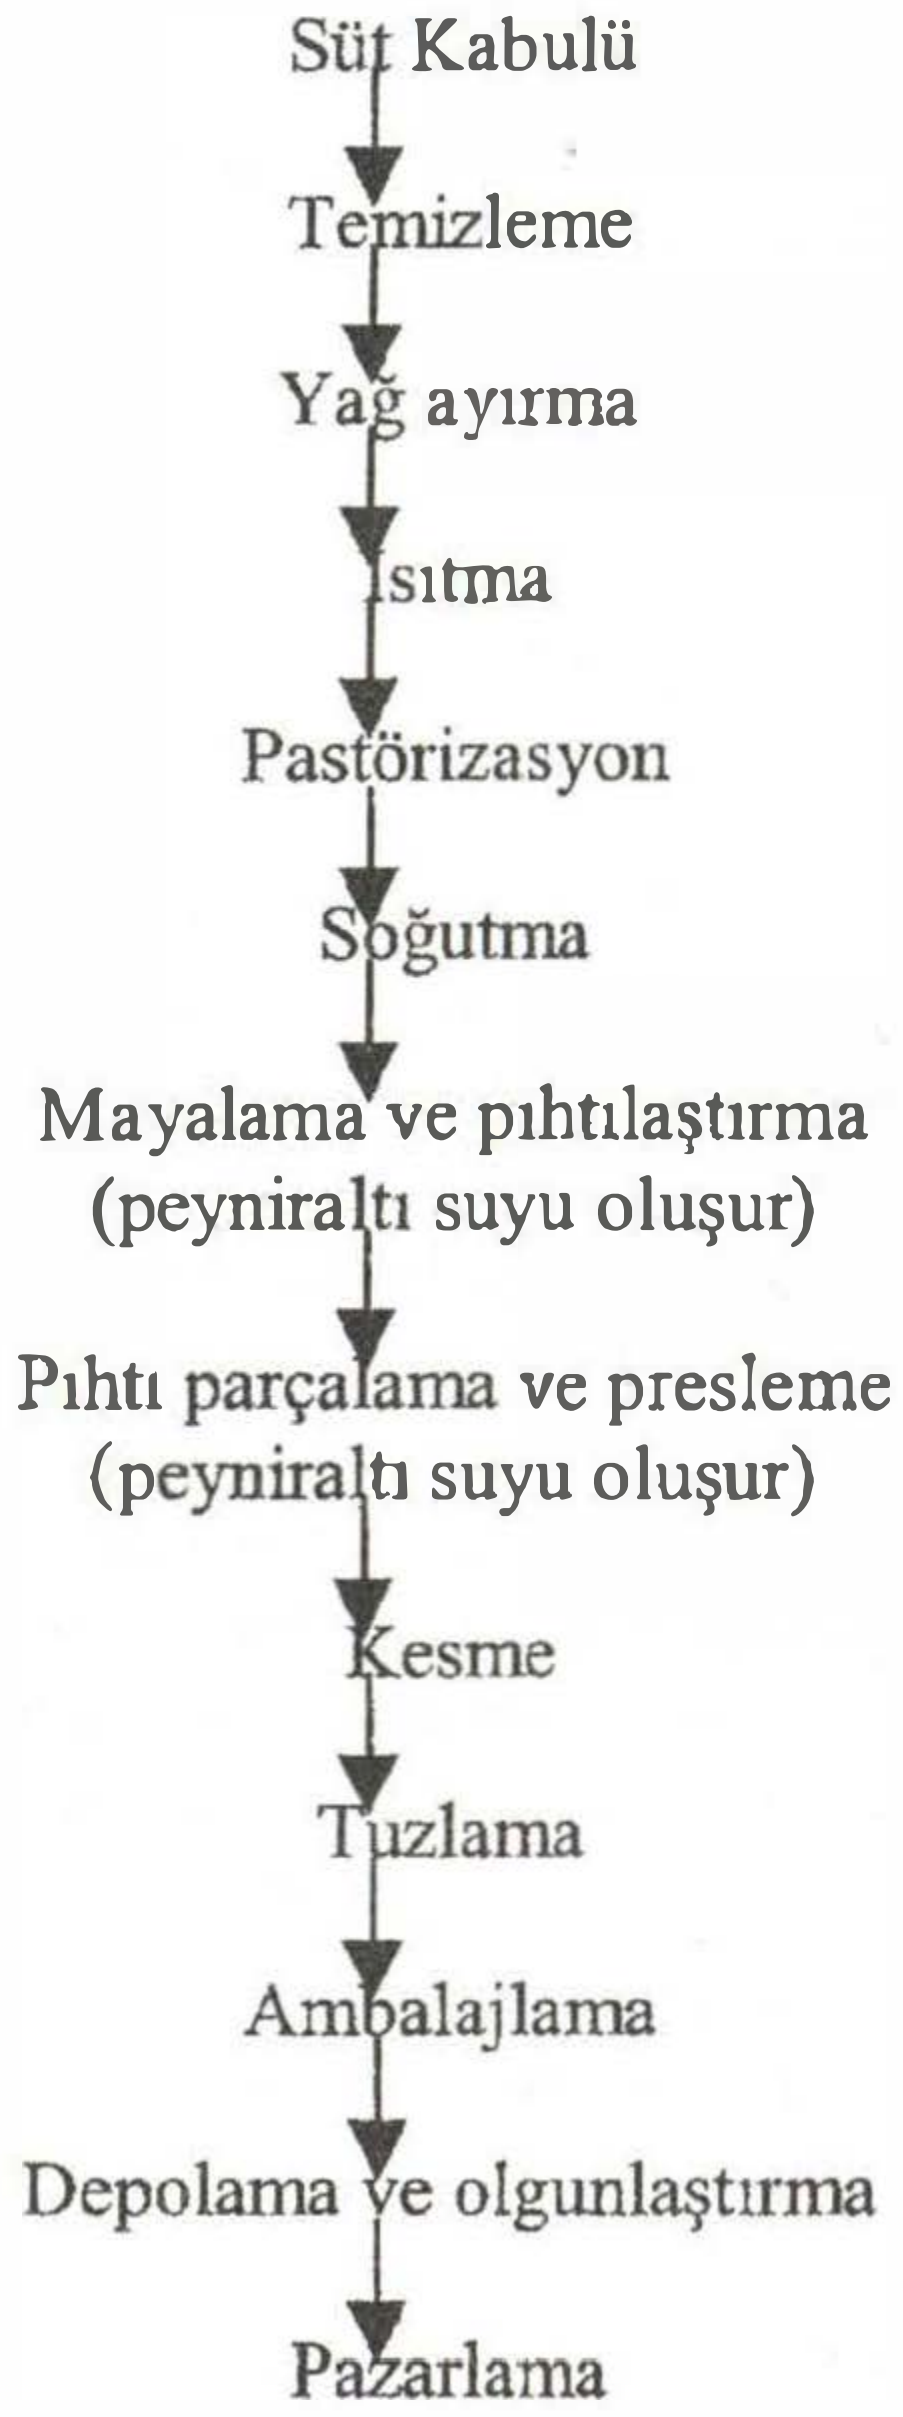 Süt Kabulü
Temizleme
Yağ ayırma
Isıtma
Pastörizasyon
Soğutma
Mayalama ve pıhtılaştırma
(peyniraltı suyu oluşur)
Pıhtı parçalama ve presleme
(peyniraltı suyu oluşur)
Kesme
Tuzlama
Ambalajlama
Depolama ve olgunlaştırma
Pazarlama